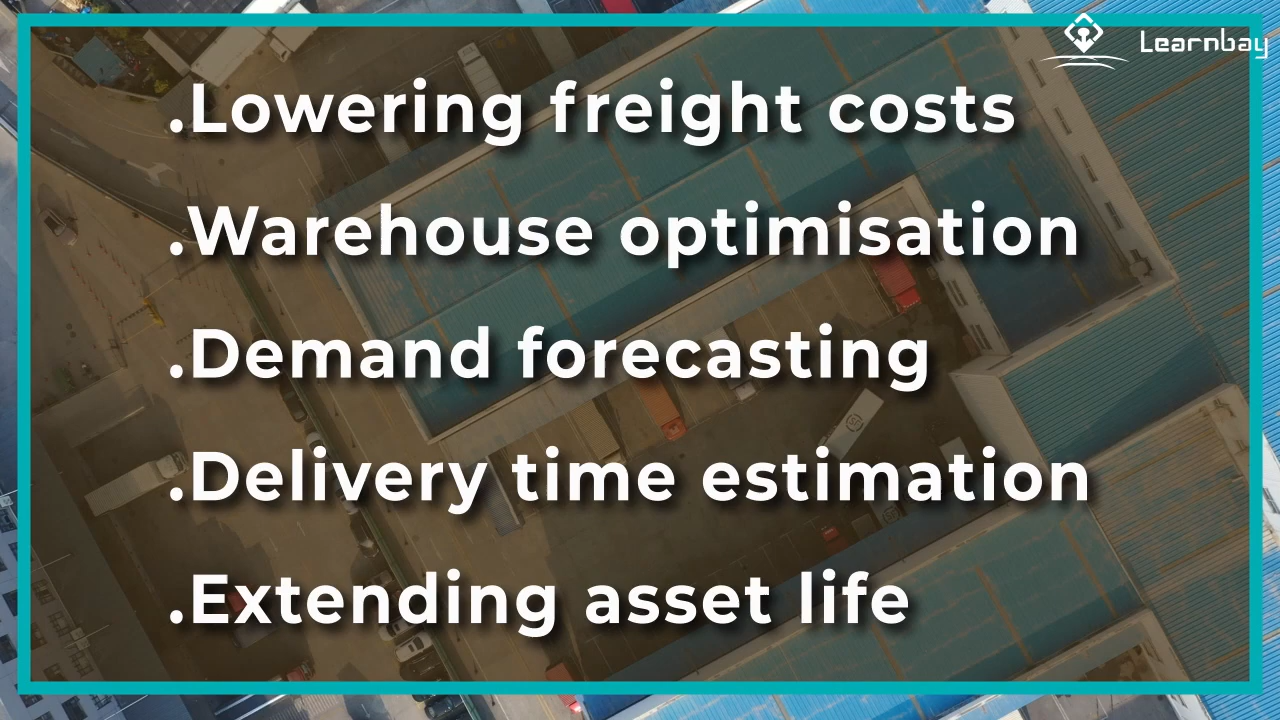 Learnbay
.Lowering freight costs
.Warehouse optimisation
.Demand forecasting
.Delivery time estimation
.Extending asset life